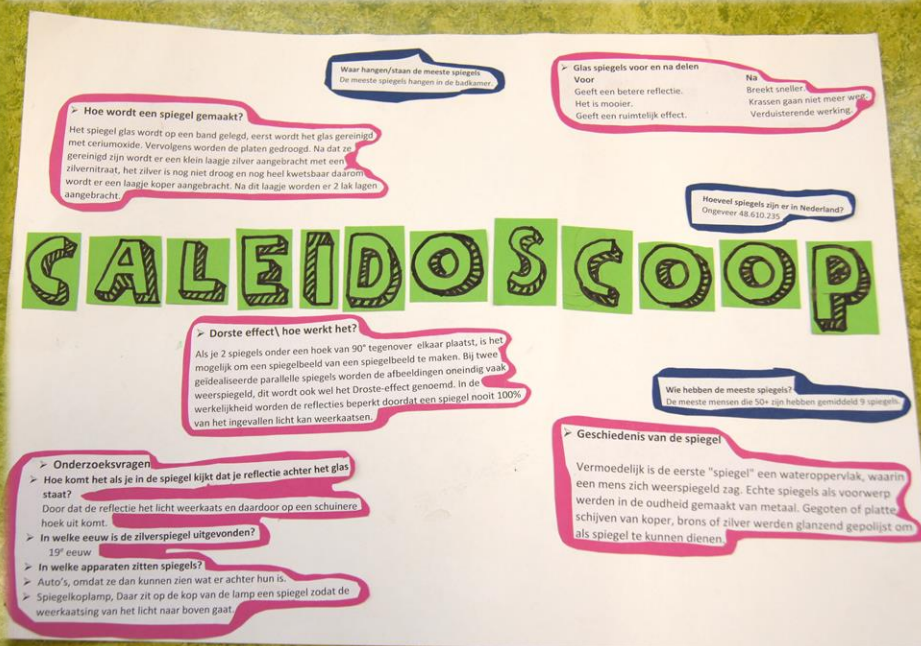 Waar hangen/staan de meeste spiegels
De meeste spiegels hangen in de badkamer.
➢ Glas spiegels voor en na delen
Voor Na
Geeft een betere reflectie. Breekt sneller.
Het is mooier. Krassen gaan niet meer weg.
Geeft een ruimtelijk effect. Verduisterende werking.
➢ Hoe wordt een spiegel gemaakt?
Het spiegel glas wordt op een band gelegd, eerst wordt het glas gereinigd
met ceriumoxide. Vervolgens worden de platen gedroogd. Na dat ze
gereinigd zijn wordt er een klein laagje zilver aangebracht met een
zilvernitraat, het zilver is nog niet droog en nog heel kwetsbaar daarom
wordt er een laagje koper aangebracht. Na dit laagje worden er 2 lak lagen
aangebracht.
Hoeveel spiegels zijn er in Nederland?
Ongeveer 48.610.235
CALEIDOSCOOP
➢ Dorste effect\ hoe werkt het?
Als je 2 spiegels onder een hoek van 90° tegenover elkaar plaatst, is het
mogelijk om een spiegelbeeld van een spiegelbeeld te maken. Bij twee
geïdealiseerde parallelle spiegels worden de afbeeldingen oneindig vaak
weerspiegeld, dit wordt ook wel het Droste-effect genoemd. In de
werkelijkheid worden de reflecties beperkt doordat een spiegel nooit 100%
van het ingevallen licht kan weerkaatsen.
Wie hebben de meeste spiegels?
De meeste mensen die 50+ zijn hebben gemiddeld 9 spiegels.
➢ Geschiedenis van de spiegel
Vermoedelijk is de eerste "spiegel" een wateroppervlak, waarin
een mens zich weerspiegeld zag. Echte spiegels als voorwerp
werden in de oudheid gemaakt van metaal. Gegoten of platte
schijven van koper, brons of zilver werden glanzend gepolijst om
als spiegel te kunnen dienen.
➢ Onderzoeksvragen
➢ Hoe komt het als je in de spiegel kijkt dat je reflectie achter het glas
staat?
Door dat de reflectie het licht weerkaats en daardoor op een schuinere
hoek uit komt.
➢ In welke eeuw is de zilverspiegel uitgevonden?
19e eeuw
➢ In welke apparaten zitten spiegels?
➢ Auto's, omdat ze dan kunnen zien wat er achter hun is.
➢ Spiegelkoplamp, Daar zit op de kop van de lamp een spiegel zodat de
weerkaatsing van het licht naar boven gaat.